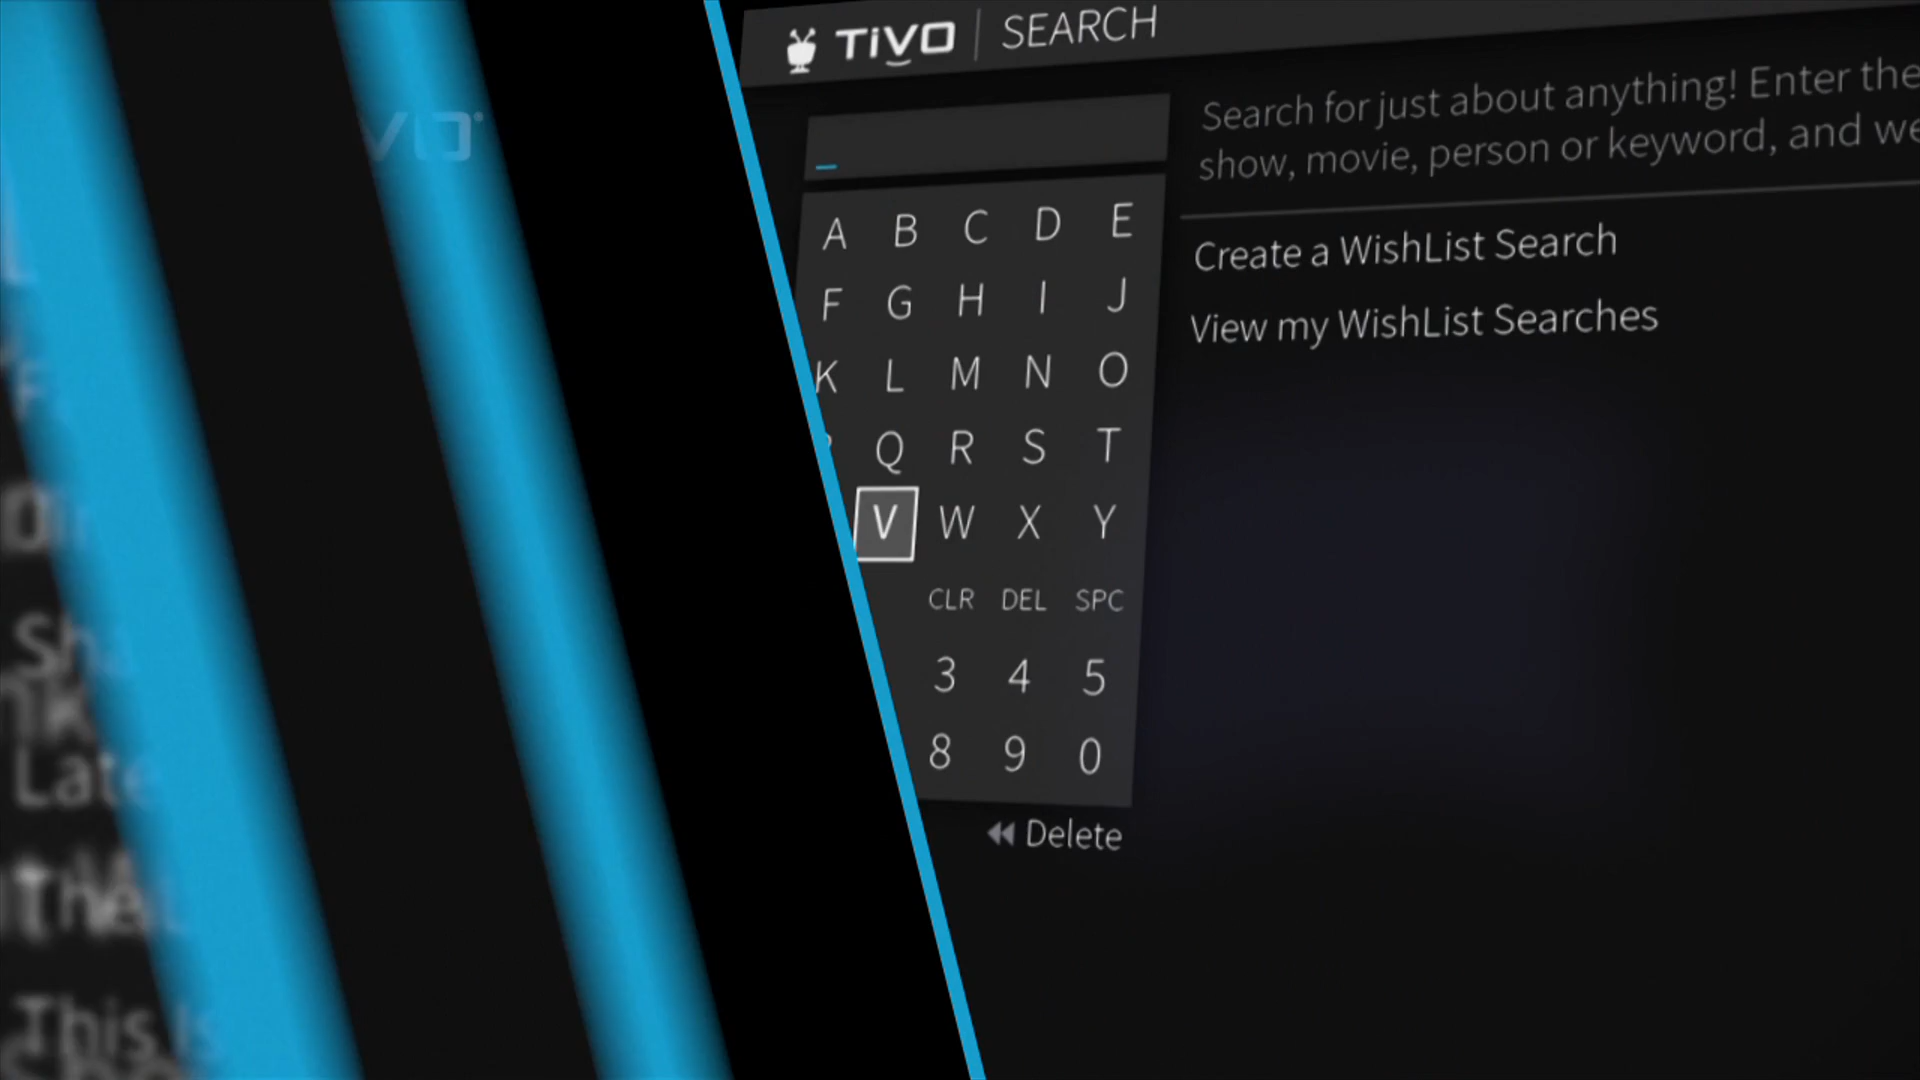 TiVo SEARCH
Search for just about anything! Enter the
show, movie, person or keyword, and we
Create a WishList Search
View my WishList Searches
A B C D E
F G H I J
K L M N O
Q R S T
V W X Y
CLR DEL SPC
3 4 5
8 9 0
Delete
This